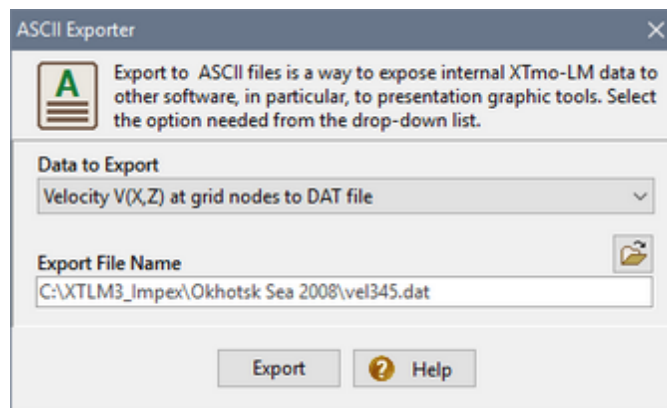 ASCII Exporter
A
Export to ASCII files is a way to expose internal XTmo-LM data to
other software, in particular, to presentation graphic tools. Select
the option needed from the drop-down list.
Data to Export
Velocity V(X,Z) at grid nodes to DAT file
Export File Name
C:\XTLM3_Impex\Okhotsk Sea 2008\vel345.dat
Export
? Help